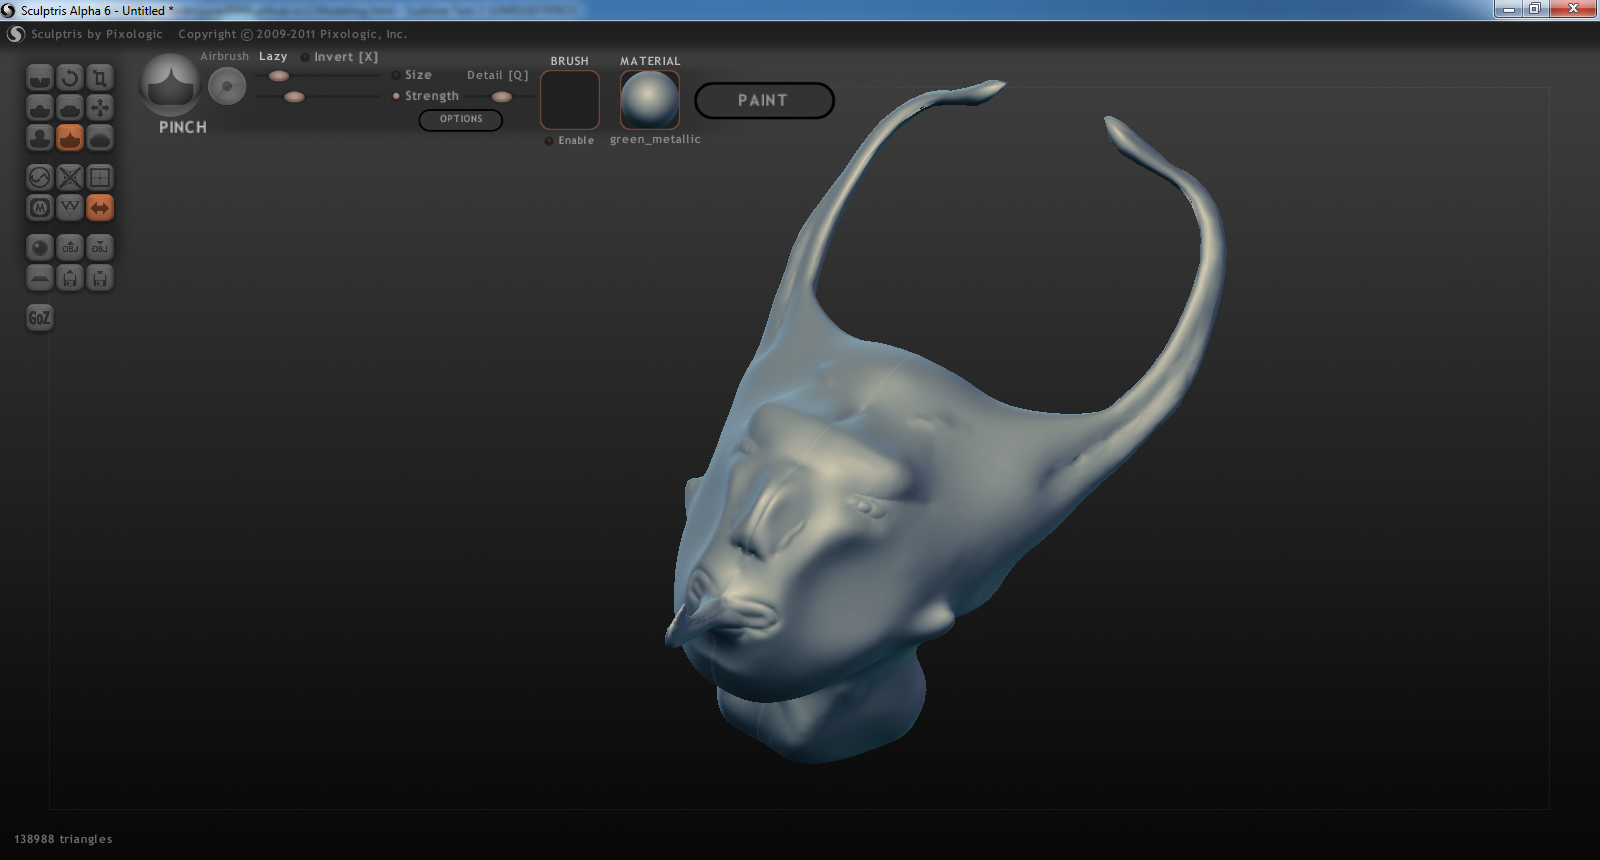 Sculptris Alpha 6 - Untitled *
Sculptris by Pixologic Copyright © 2009-2011 Pixologic, Inc.
Airbrush Lazy Invert [X]
Size Detail [Q]
Strength
OPTIONS
PINCH
BRUSH
Enable
MATERIAL
green_metallic
PAINT
M
OBJ OBJ
GoZ
138988 triangles